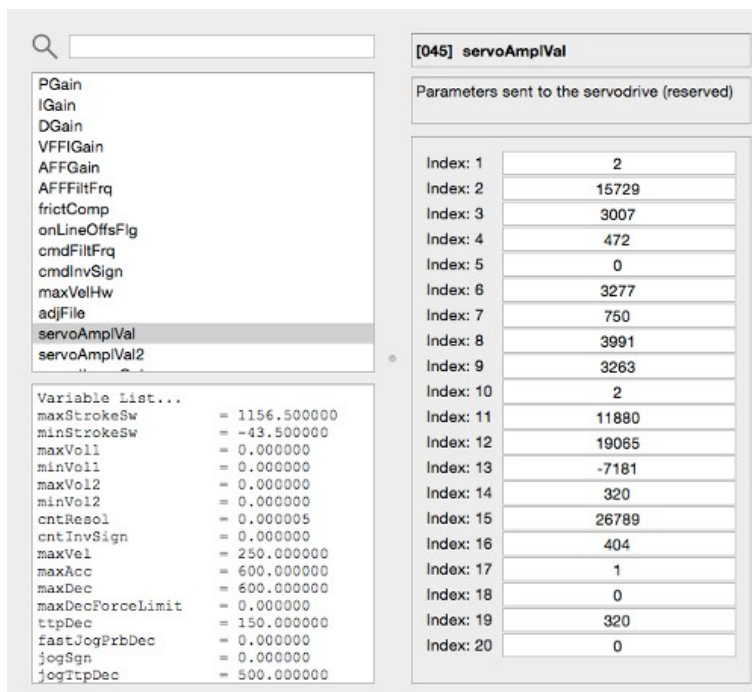 PGain
IGain
DGain
VFFIGain
AFFGain
AFFFiltFrq
frictComp
onLineOffsFlg
cmdFiltFrq
cmdInvSign
maxVelHw
adjFile
servoAmplVal
servoAmplVal2
Variable List...
maxStrokeSw = 1156.500000
minStrokeSw = -43.500000
maxVol1 = 0.000000
minVol1 = 0.000000
maxVol2 = 0.000000
minVol2 = 0.000000
cntResol = 0.000005
cntInvSign = 0.000000
maxVel = 250.000000
maxAcc = 600.000000
maxDec = 600.000000
maxDecForceLimit = 0.000000
ttpDec = 150.000000
fastJogPrbDec = 0.000000
jogSgn = 0.000000
jogTtpDec = 500.000000
[045] servoAmplVal
Parameters sent to the servodrive (reserved)
Index: 1 2
Index: 2 15729
Index: 3 3007
Index: 4 472
Index: 5 0
Index: 6 3277
Index: 7 750
Index: 8 3991
Index: 9 3263
Index: 10 2
Index: 11 11880
Index: 12 19065
Index: 13 -7181
Index: 14 320
Index: 15 26789
Index: 16 404
Index: 17 1
Index: 18 0
Index: 19 320
Index: 20 0